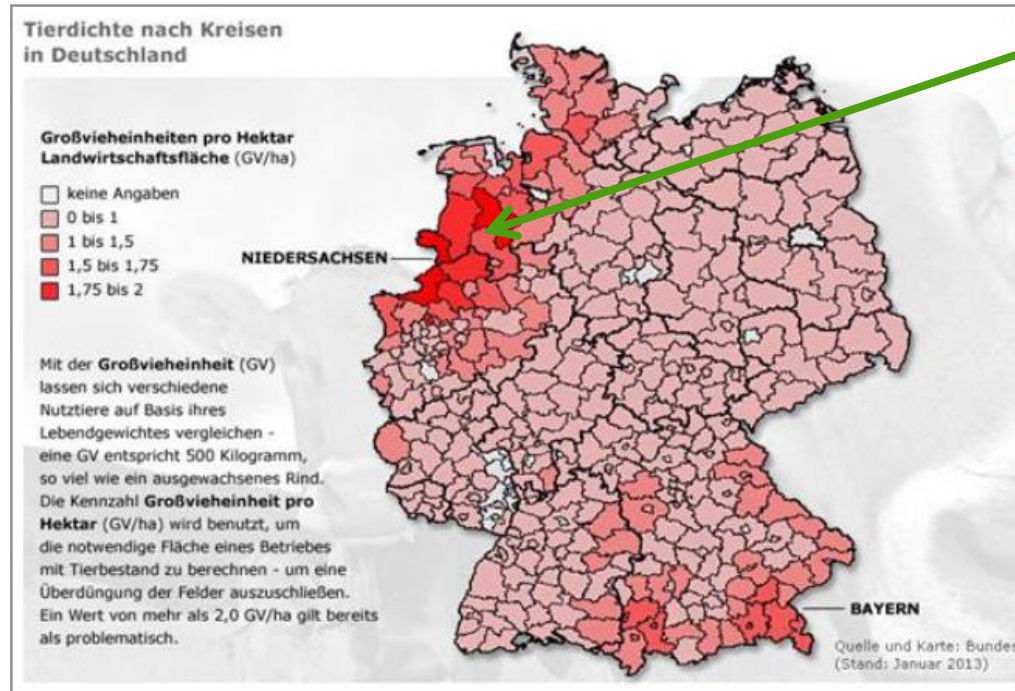 Tierdichte nach Kreisen
in Deutschland
Großvieheinheiten pro Hektar
Landwirtschaftsfläche (GV/ha)
keine Angaben
0 bis 1
1 bis 1,5
1,5 bis 1,75
1,75 bis 2
NIEDERSACHSEN
Mit der Großvieheinheit (GV)
lassen sich verschiedene
Nutztiere auf Basis ihres
Lebendgewichtes vergleichen -
eine GV entspricht 500 Kilogramm,
so viel wie ein ausgewachsenes Rind.
Die Kennzahl Großvieheinheit pro
Hektar (GV/ha) wird benutzt, um
die notwendige Fläche eines Betriebes
mit Tierbestand zu berechnen - um eine
Überdüngung der Felder auszuschließen.
Ein Wert von mehr als 2,0 GV/ha gilt bereits
als problematisch.
BAYERN
Quelle und Karte: Bundes
(Stand: Januar 2013)